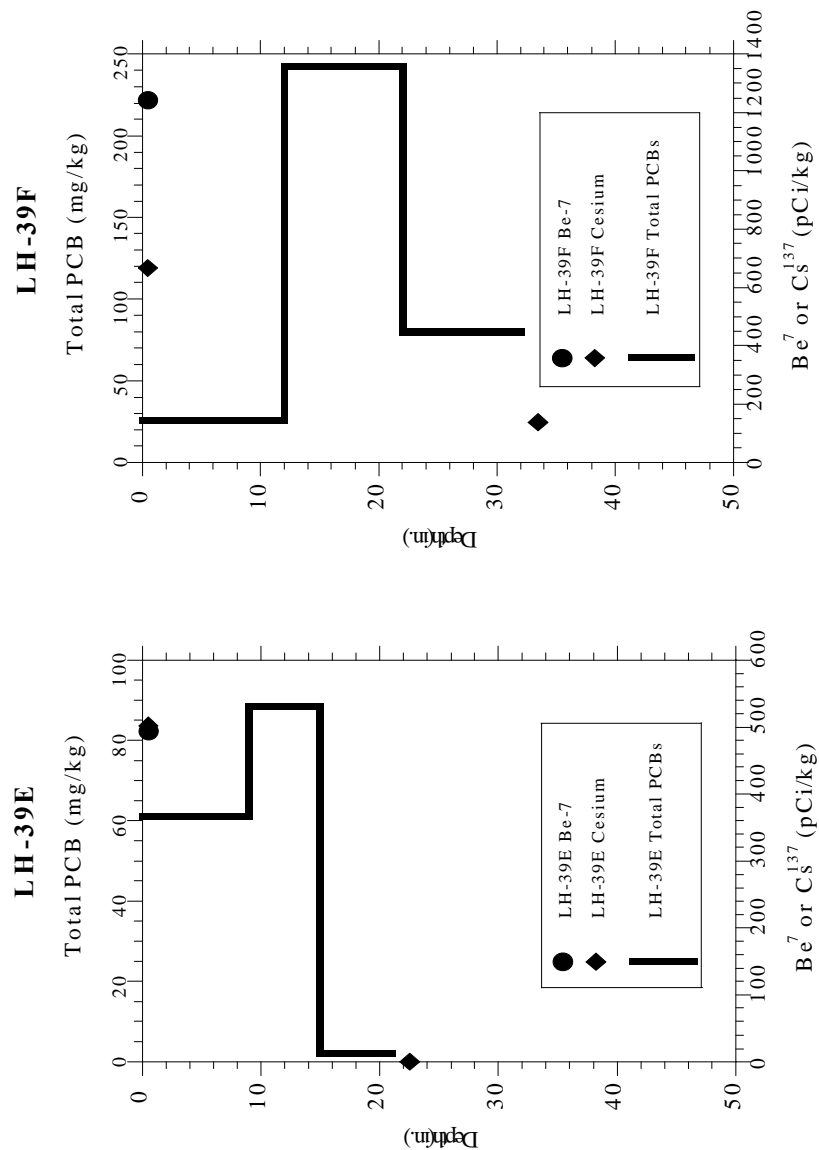 LH-39E
Total PCB (mg/kg)
0 20 40 60 80 100
0
10
20
30
40
50
Depth(in.)
LH-39E Be-7
LH-39E Cesium
LH-39E Total PCBs
0 100 200 300 400 500 600
Be⁷ or Cs¹³⁷ (pCi/kg)
LH-39F
Total PCB (mg/kg)
0 50 100 150 200 250
0
10
20
30
40
50
Depth(in.)
LH-39F Be-7
LH-39F Cesium
LH-39F Total PCBs
0 200 400 600 800 1000 1200 1400
Be⁷ or Cs¹³⁷ (pCi/kg)